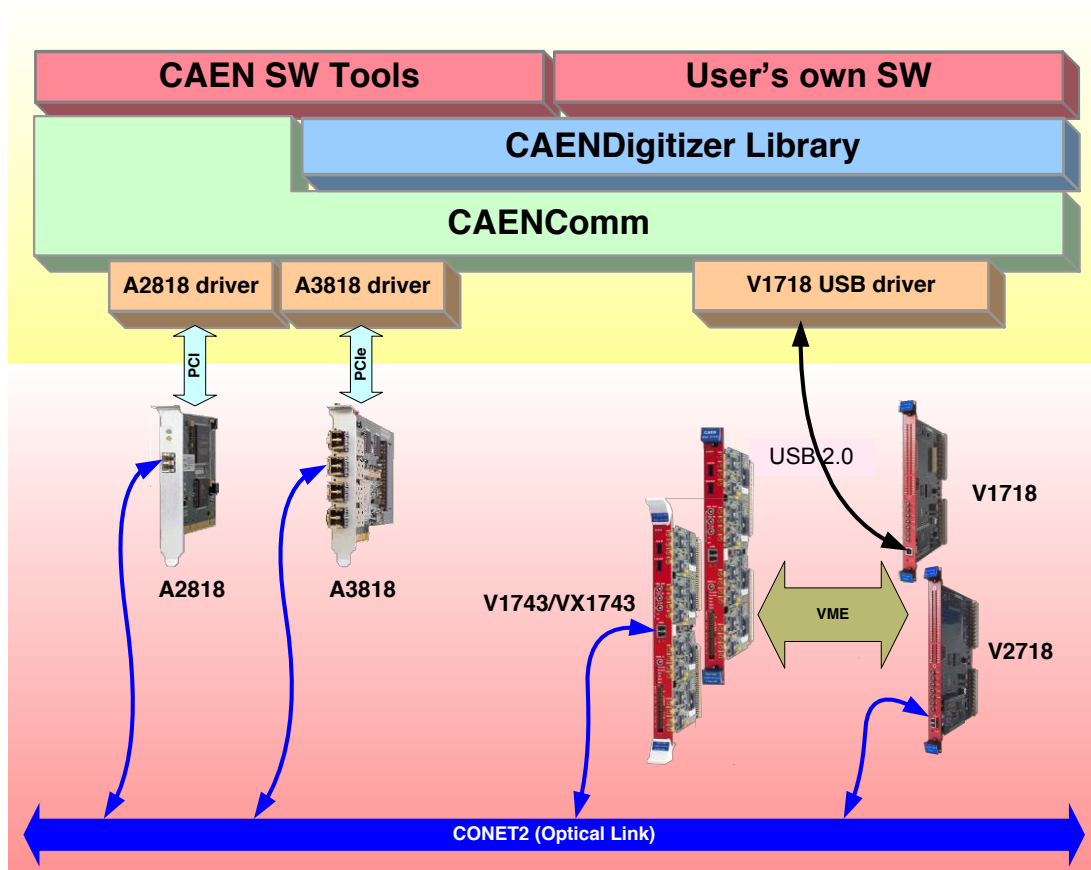 CAEN SW Tools
User's own SW
CAENDigitizer Library
CAENComm
A2818 driver
A3818 driver
V1718 USB driver
PCI
PCIe
USB 2.0
V1718
A2818
A3818
V1743/VX1743
VME
V2718
CONET2 (Optical Link)